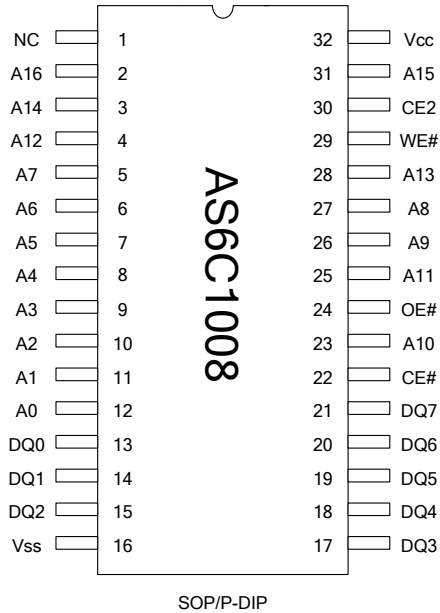 NC 1 32 Vcc
A16 2 31 A15
A14 3 30 CE2
A12 4 29 WE#
A7 5 28 A13
A6 6 27 A8
A5 7 26 A9
A4 8 25 A11
A3 9 24 OE#
A2 10 23 A10
A1 11 22 CE#
A0 12 21 DQ7
DQ0 13 20 DQ6
DQ1 14 19 DQ5
DQ2 15 18 DQ4
Vss 16 17 DQ3
AS6C1008
SOP/P-DIP